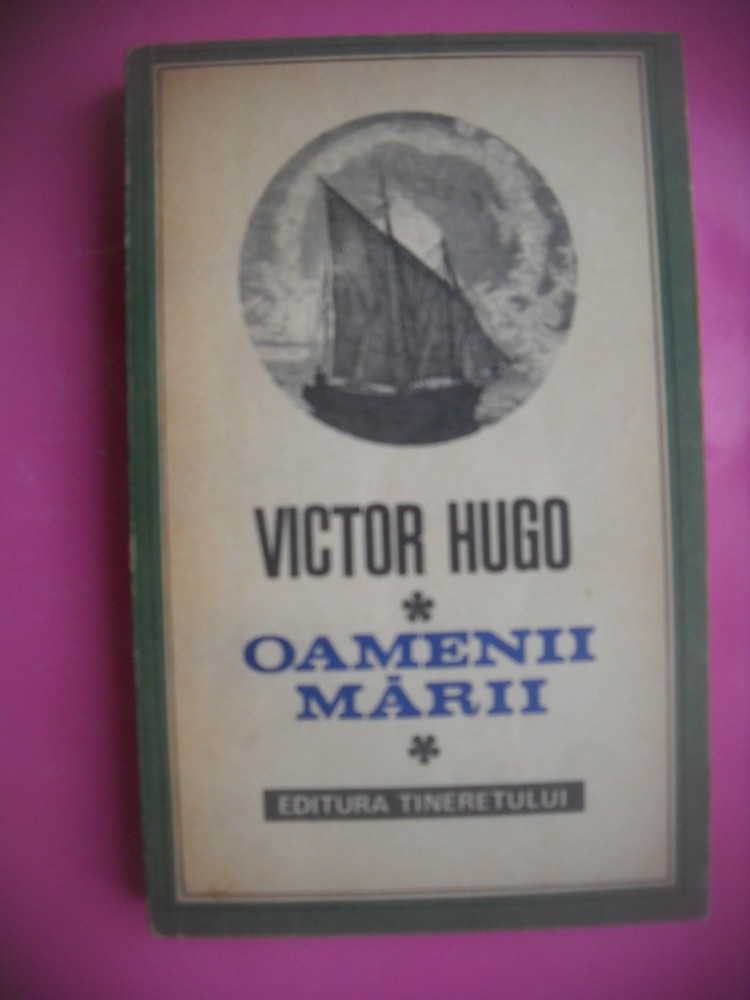 VICTOR HUGO
*
OAMENII
MĂRII
*
EDITURA TINERETULUI